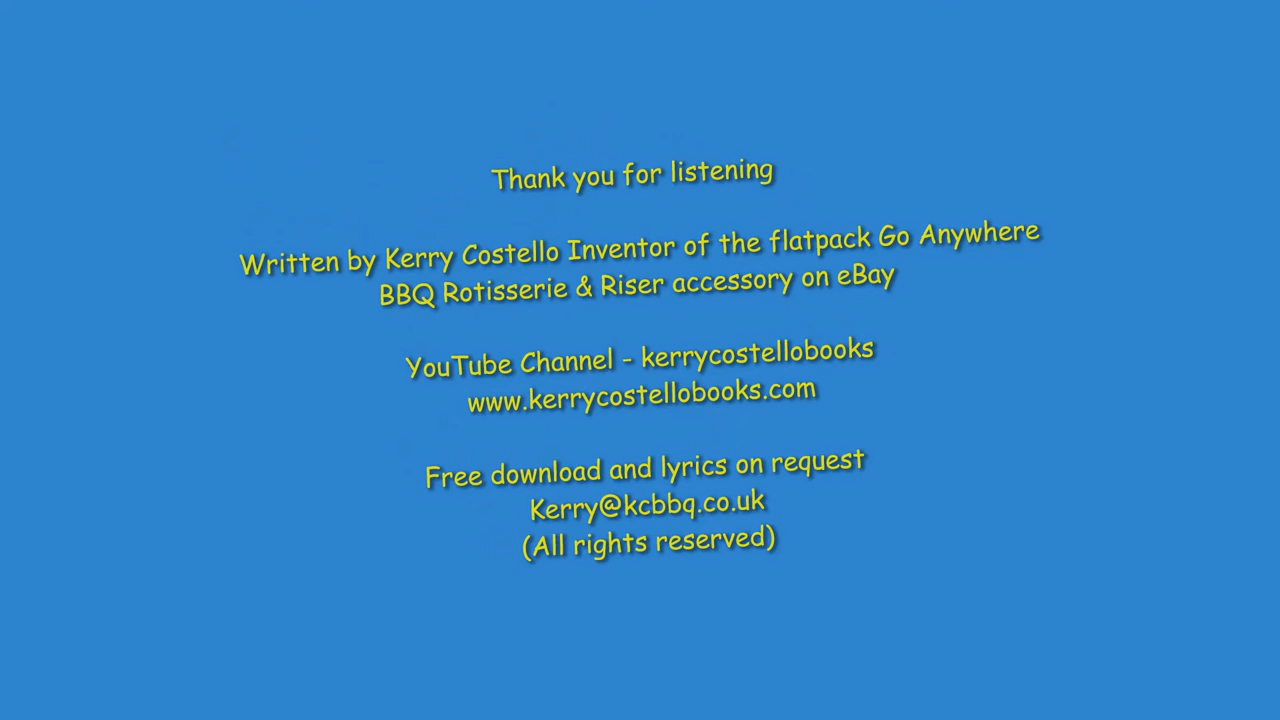 Thank you for listening
Written by Kerry Costello Inventor of the flatpack Go Anywhere
BBQ Rotisserie & Riser accessory on eBay
YouTube Channel - kerrycostellobooks
www.kerrycostellobooks.com
Free download and lyrics on request
Kerry@kcbbq.co.uk
(All rights reserved)